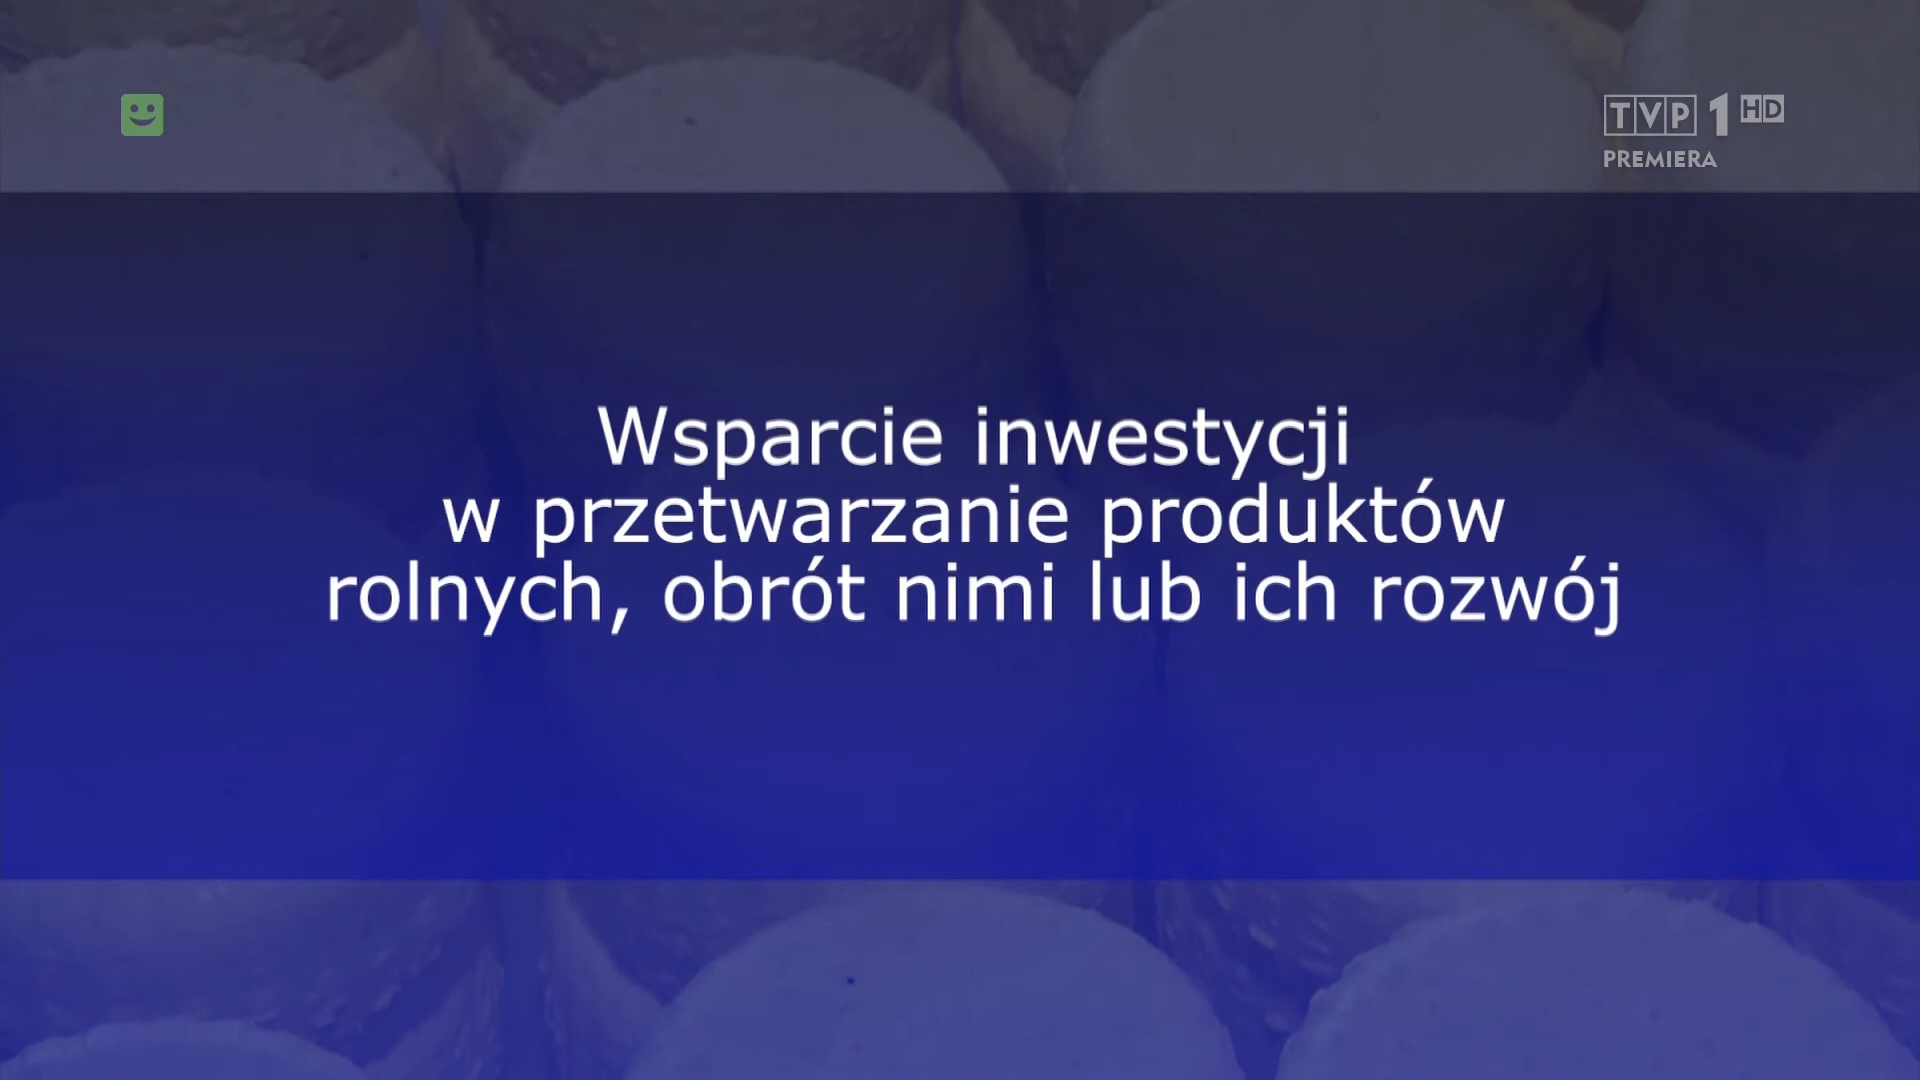 TVP 1 HD
PREMIERA
Wsparcie inwestycji
w przetwarzanie produktów
rolnych, obrót nimi lub ich rozwój